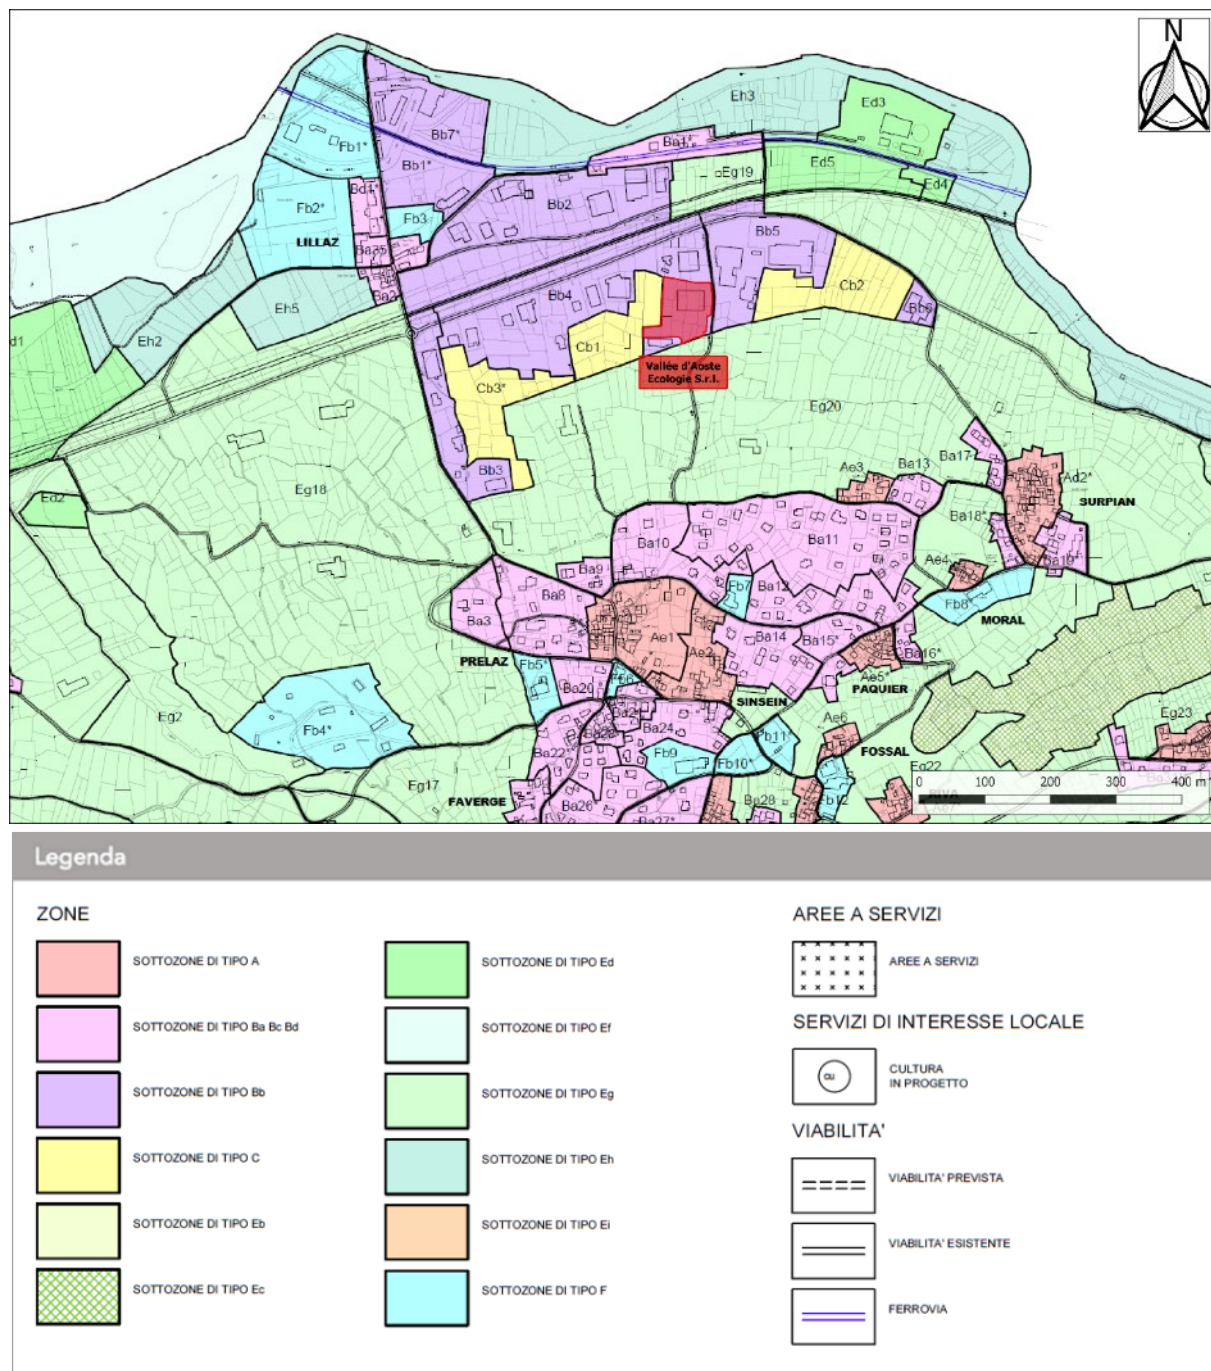 N
Eh3
Ed3
Bb7*
Fb1*
Ba1
Bb1*
Ed5
Eg19
Ed4
Bd1*
Fb2*
Bb2
Fb3
Bb5
LILLAZ
Ba35
Cb2
Ba2
Bb4
Eh5
Bb6
d1
Eh2
Cb1
Vallée d'Aoste
Ecologie S.r.l.
Cb3*
Eg20
Ba17
Ae3
Ba13
Bb3
Ad2*
Eg18
Ed2
SURPIAN
Ba18*
Ba10
Ba11
Ae4
Ba19*
Ba9
Fb7
Ba12
Ba8
Fb8*
Ba3
MORAL
Ae1
Ba14
Ba15*
Ae2
Ba16*
PRELAZ
Fb5*
Ae5*
PAQUIER
Ba20
SINSEIN
Eg2
Ae6
Eg23
Fb4*
Ba24
Fb11*
FOSSAL
Ba22*
Fb9
Fb10*
Eg22
Eg17
FAVERGE
Ba26*
Ba28
Fb12
RIVA
Ba27*
0 100 200 300 400 m
Legenda
ZONE
SOTTOZONE DI TIPO A
SOTTOZONE DI TIPO Ba Bc Bd
SOTTOZONE DI TIPO Bb
SOTTOZONE DI TIPO C
SOTTOZONE DI TIPO Eb
SOTTOZONE DI TIPO Ec
SOTTOZONE DI TIPO Ed
SOTTOZONE DI TIPO Ef
SOTTOZONE DI TIPO Eg
SOTTOZONE DI TIPO Eh
SOTTOZONE DI TIPO Ei
SOTTOZONE DI TIPO F
AREE A SERVIZI
AREE A SERVIZI
SERVIZI DI INTERESSE LOCALE
cu
CULTURA
IN PROGETTO
VIABILITA'
VIABILITA' PREVISTA
VIABILITA' ESISTENTE
FERROVIA